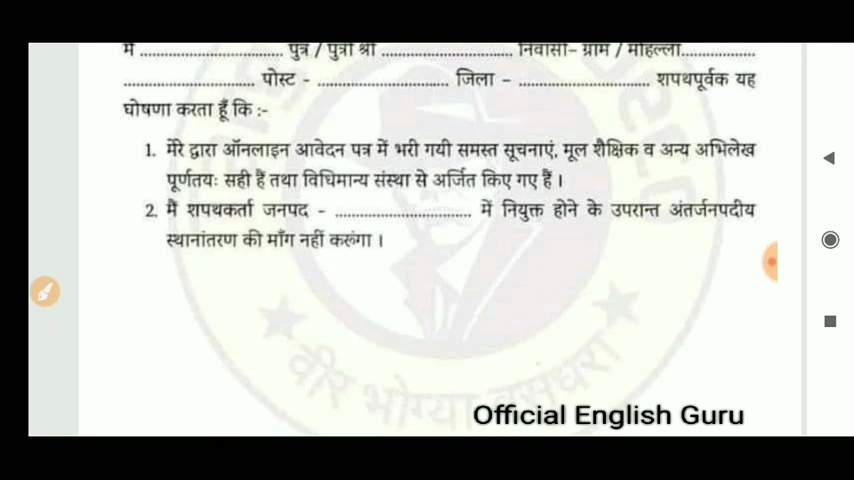 मै ................................. पुत्र / पुत्री श्री .............................. निवासी- ग्राम / मोहल्ला.................
.............................. पोस्ट - .............................. जिला - .............................. शपथपूर्वक यह
घोषणा करता हूँ कि :-
1. मेरे द्वारा ऑनलाइन आवेदन पत्र में भरी गयी समस्त सूचनाएं, मूल शैक्षिक व अन्य अभिलेख
पूर्णतयः सही हैं तथा विधिमान्य संस्था से अर्जित किए गए हैं ।
2. मैं शपथकर्ता जनपद - ............................... में नियुक्त होने के उपरान्त अंतर्जनपदीय
स्थानांतरण की माँग नहीं करूंगा ।
वीर भोग्या वसुंधरा
Official English Guru